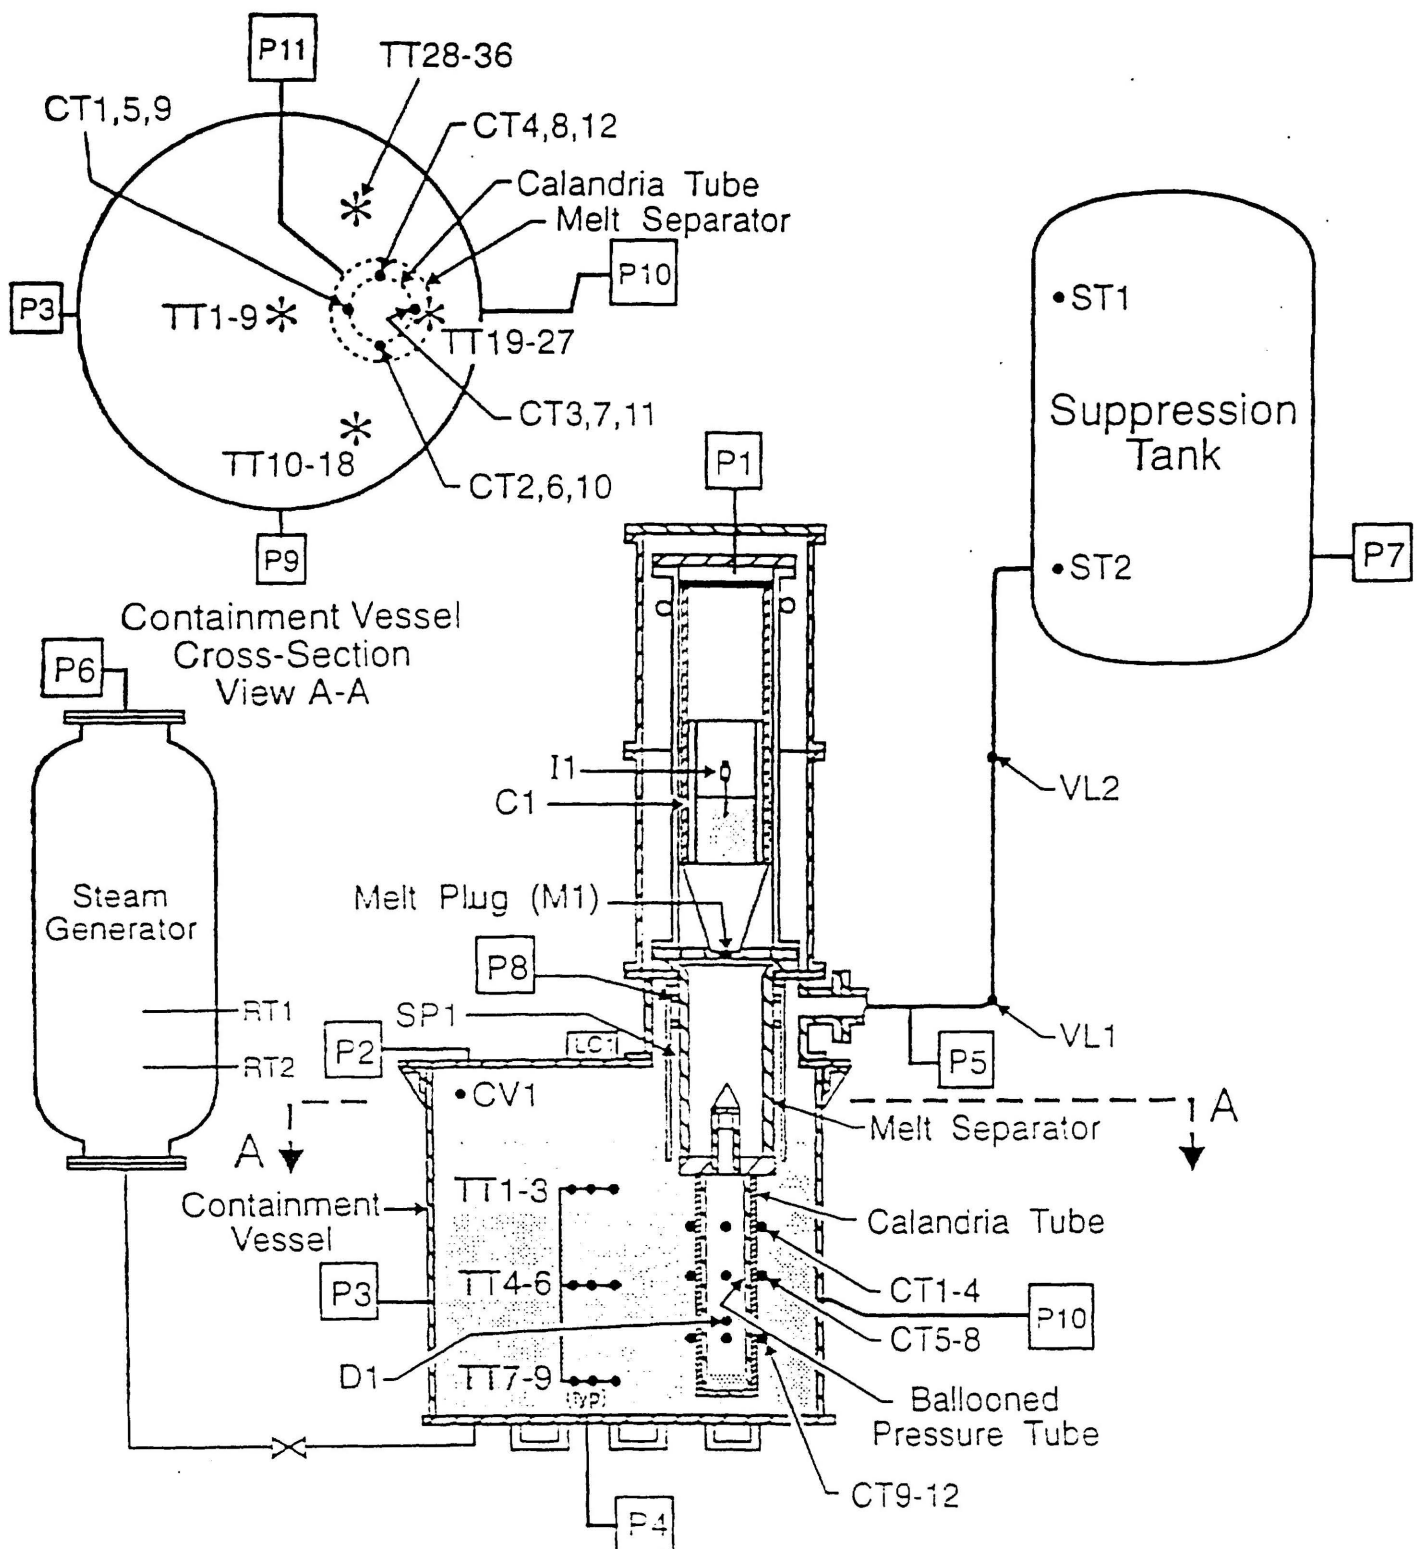 P11
TT28-36
CT1,5,9
CT4,8,12
Calandria Tube
Melt Separator
P10
P3
TT1-9
TT19-27
CT3,7,11
TT10-18
CT2,6,10
P9
Containment Vessel
Cross-Section
View A-A
ST1
Suppression
Tank
ST2
P7
P1
P6
I1
C1
VL2
Steam
Generator
Melt Plug (M1)
P8
RT1
SP1
LC1
VL1
P2
P5
RT2
CV1
A
A
Melt Separator
TT1-3
Containment
Vessel
Calandria Tube
P3
TT4-6
CT1-4
P10
CT5-8
D1
TT7-9
(TYP)
Ballooned
Pressure Tube
CT9-12
P4